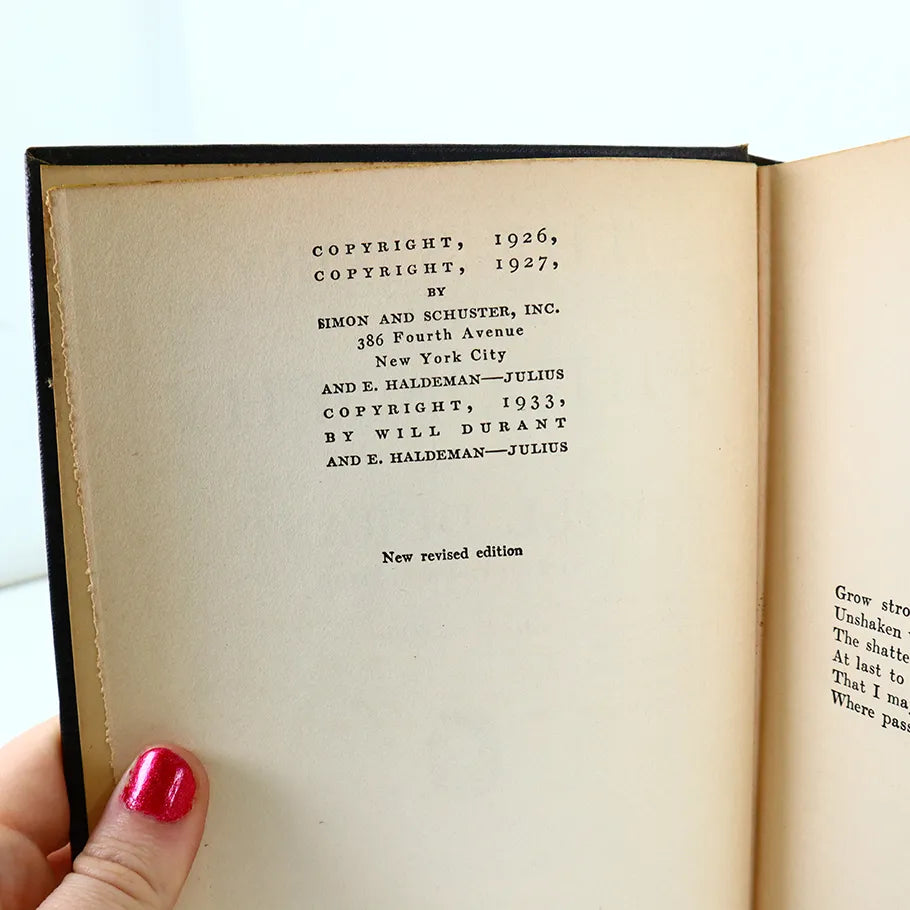 COPYRIGHT, 1926,
COPYRIGHT, 1927,
BY
SIMON AND SCHUSTER, INC.
386 Fourth Avenue
New York City
AND E. HALDEMAN—JULIUS
COPYRIGHT, 1933,
BY WILL DURANT
AND E. HALDEMAN—JULIUS
New revised edition
Grow
Unshaken
The
At last to
That I
Where